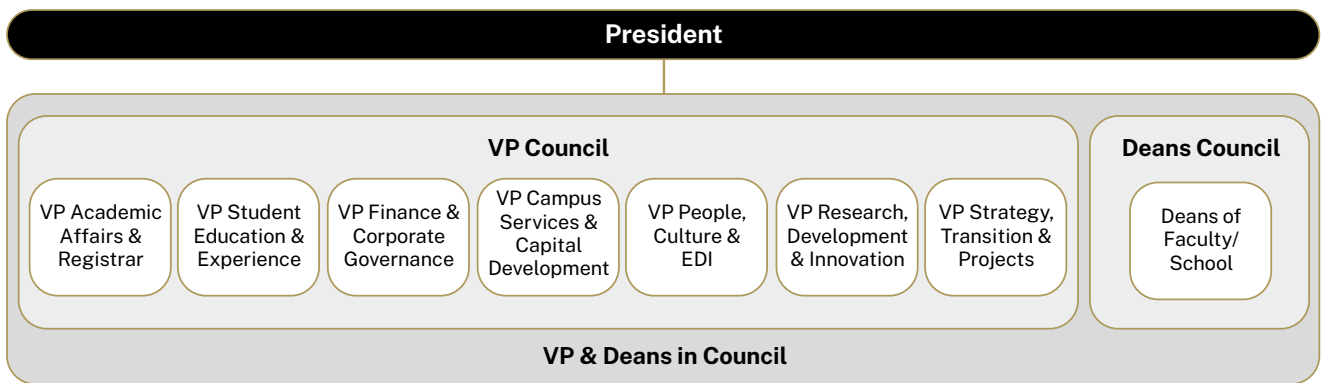 President
VP Council
VP Academic
Affairs &
Registrar
VP Student
Education &
Experience
VP Finance &
Corporate
Governance
VP Campus
Services &
Capital
Development
VP People,
Culture &
EDI
VP Research,
Development
& Innovation
VP Strategy,
Transition &
Projects
Deans Council
Deans of
Faculty/
School
VP & Deans in Council